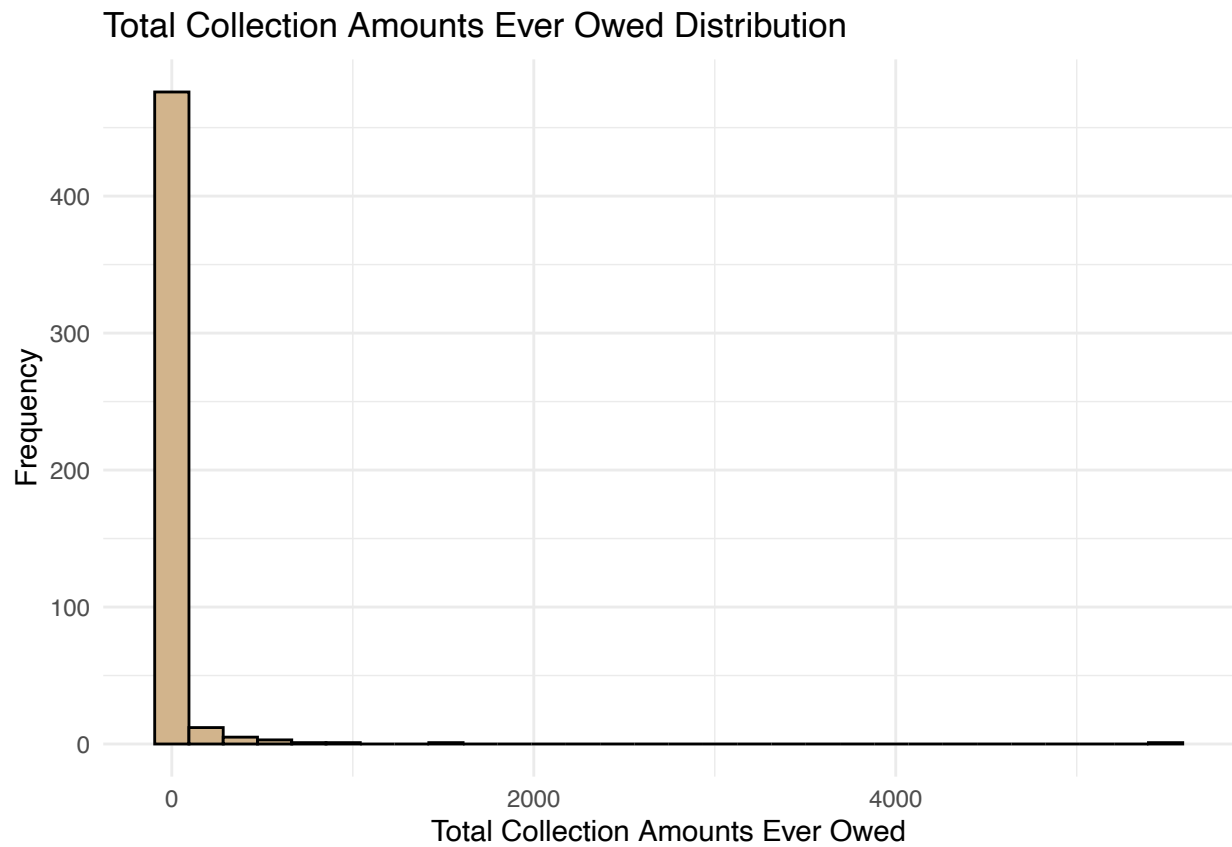 Total Collection Amounts Ever Owed Distribution
400
300
200
100
0
Frequency
0 2000 4000
Total Collection Amounts Ever Owed